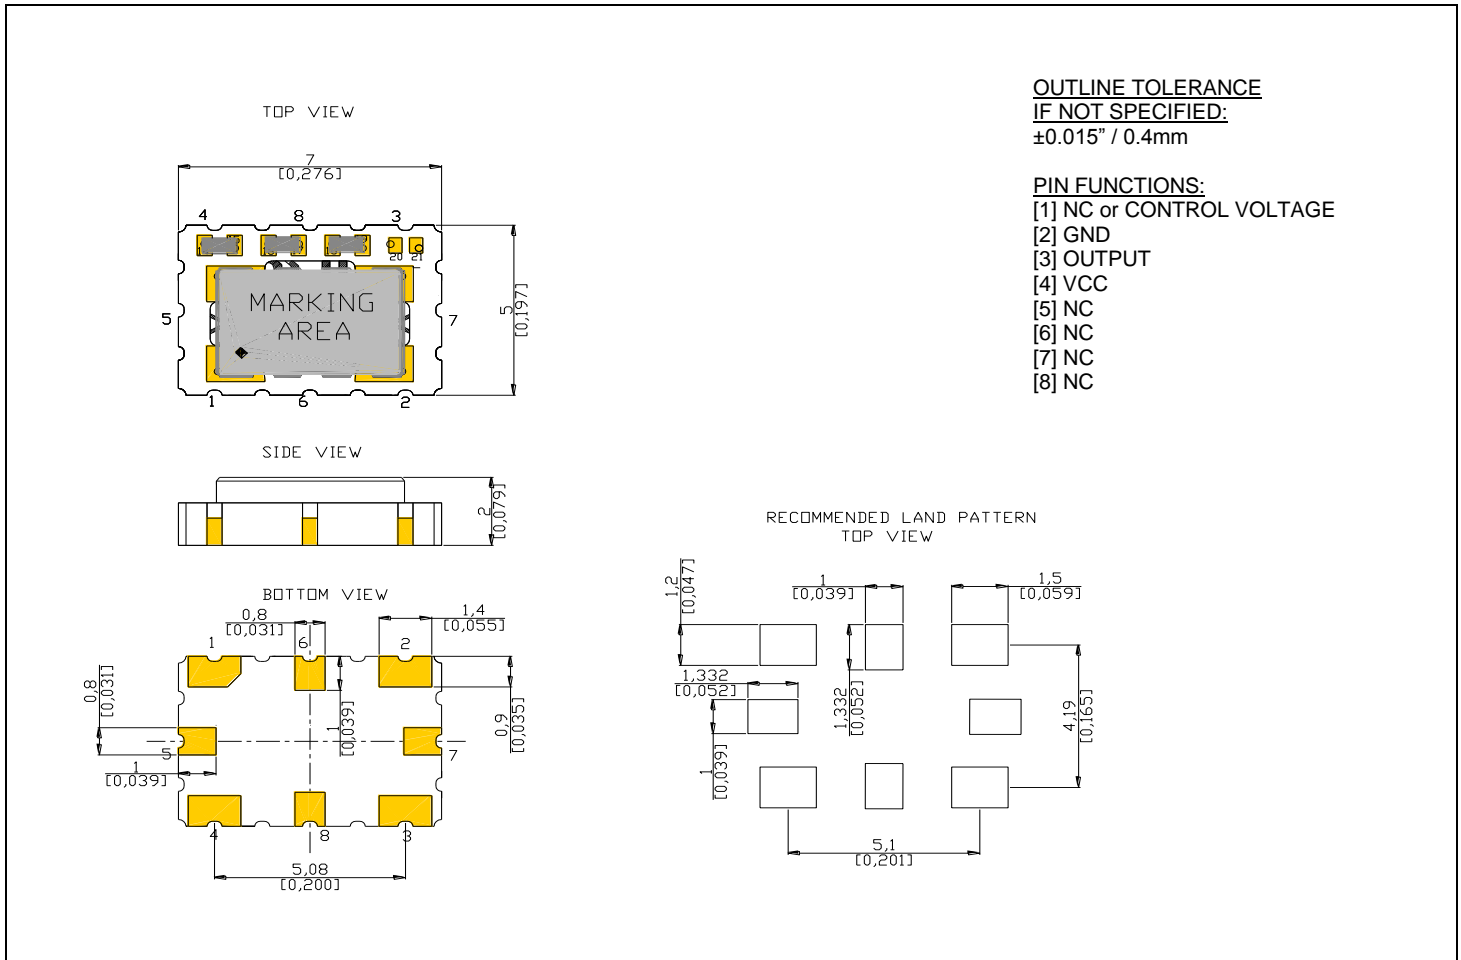 OUTLINE TOLERANCE
IF NOT SPECIFIED:
±0.015” / 0.4mm
PIN FUNCTIONS:
[1] NC or CONTROL VOLTAGE
[2] GND
[3] OUTPUT
[4] VCC
[5] NC
[6] NC
[7] NC
[8] NC
TOP VIEW
7
[0,276]
4 8 3
20 21
MARKING
AREA
5
7
5
[0,197]
1 6 2
SIDE VIEW
2
[0,079]
BOTTOM VIEW
0,8
[0,031]
1,4
[0,055]
1 6 2
0,8
[0,031]
1
[0,039]
0,9
[0,035]
5 7
1
[0,039]
4 8 3
5,08
[0,200]
RECOMMENDED LAND PATTERN
TOP VIEW
1,2
[0,047]
1
[0,039]
1,5
[0,059]
1,332
[0,052]
1,332
[0,052]
4,19
[0,165]
1
[0,039]
5,1
[0,201]